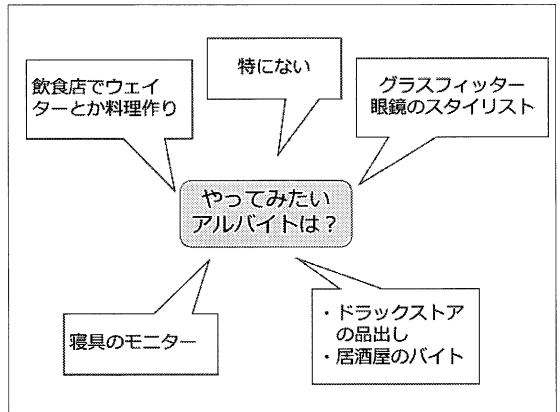 特にない
飲食店でウェイ
ターとか料理作り
グラスフィッター
眼鏡のスタイリスト
やってみたい
アルバイトは？
寝具のモニター
・ドラックストア
の品出し
・居酒屋のバイト